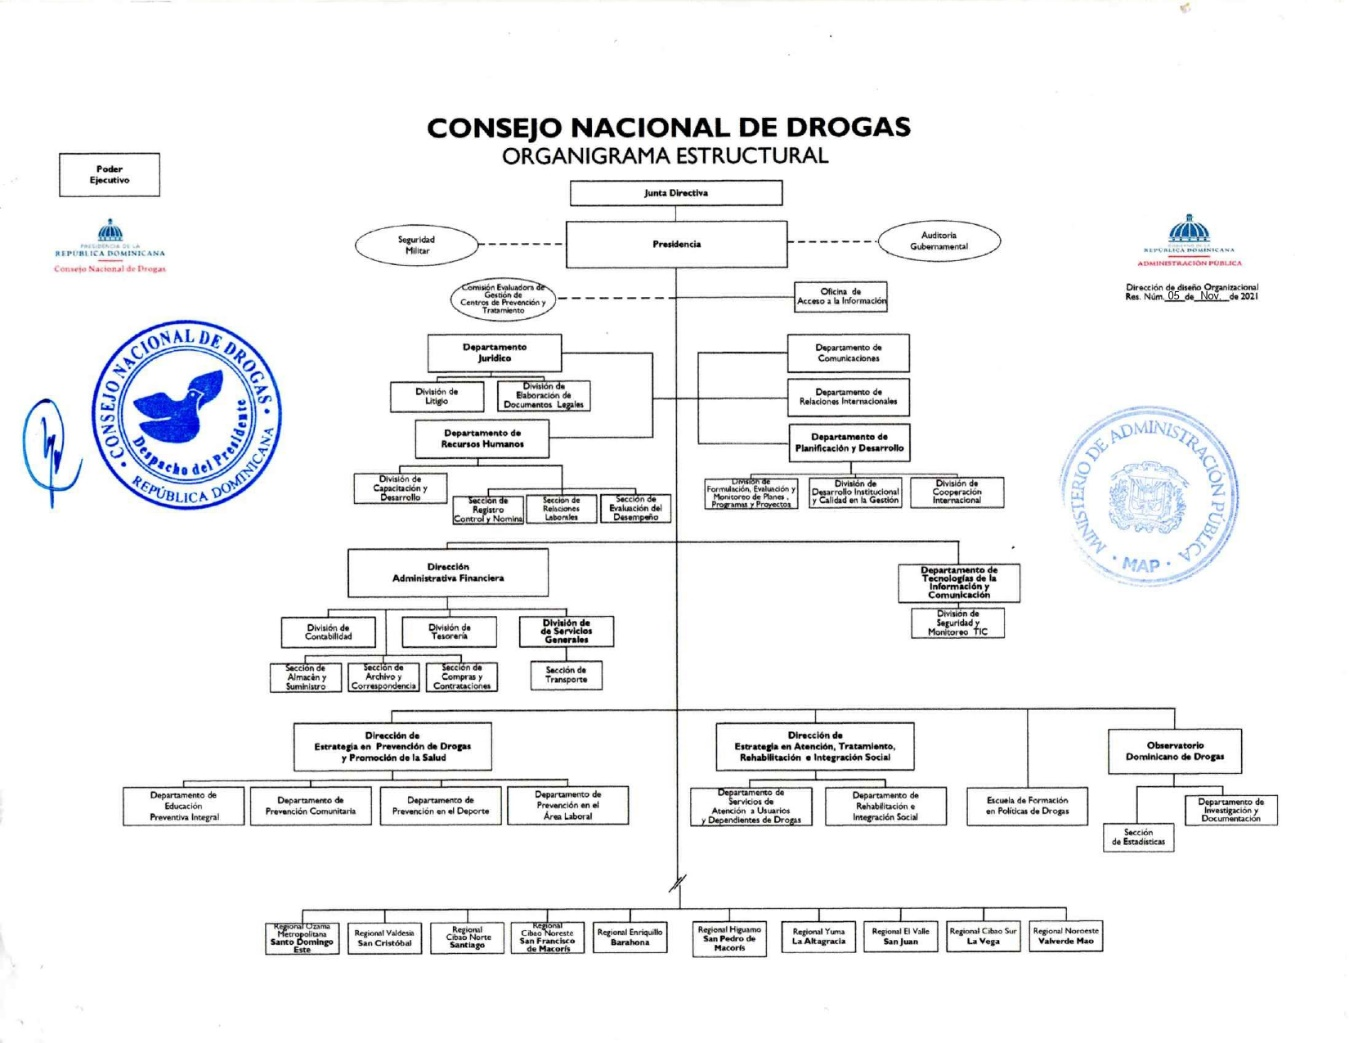 CONSEJO NACIONAL DE DROGAS
ORGANIGRAMA ESTRUCTURAL
Poder
Ejecutivo
PRESIDENCIA DE LA
REPÚBLICA DOMINICANA
Consejo Nacional de Drogas
REPÚBLICA DOMINICANA
ADMINISTRACIÓN PÚBLICA
Dirección de diseño Organizacional
Res. Núm. 05 de Nov. de 2021
CONSEJO NACIONAL DE DROGAS
Despacho del Presidente
REPÚBLICA DOMINICANA
MINISTERIO DE ADMINISTRACIÓN PÚBLICA
MAP
Junta Directiva
Seguridad
Militar
Presidencia
Auditoría
Gubernamental
Comisión Evaluadora de
Gestión de
Centros de Prevención y
Tratamiento
Oficina de
Acceso a la Información
Departamento
Jurídico
División de
Litigio
División de
Elaboración de
Documentos Legales
Departamento de
Comunicaciones
Departamento de
Relaciones Internacionales
Departamento de
Recursos Humanos
División de
Capacitación y
Desarrollo
Sección de
Registro
Control y Nomina
Sección de
Relaciones
Laborales
Sección de
Evaluación del
Desempeño
Departamento de
Planificación y Desarrollo
División de
Formulación, Evaluación y
Monitoreo de Planes ,
Programas y Proyectos
División de
Desarrollo Institucional
y Calidad en la Gestión
División de
Cooperación
Internacional
Dirección
Administrativa Financiera
División de
Contabilidad
División de
Tesorería
División de
de Servicios
Generales
Sección de
Almacén y
Suministro
Sección de
Archivo y
Correspondencia
Sección de
Compras y
Contrataciones
Sección de
Transporte
Departamento de
Tecnologías de la
Información y
Comunicación
División de
Seguridad y
Monitoreo TIC
Dirección de
Estrategia en Prevención de Drogas
y Promoción de la Salud
Departamento de
Educación
Preventiva Integral
Departamento de
Prevención Comunitaria
Departamento de
Prevención en el Deporte
Departamento de
Prevención en el
Área Laboral
Dirección de
Estrategia en Atención, Tratamiento,
Rehabilitación e Integración Social
Departamento de
Servicios de
Atención a Usuarios
y Dependientes de Drogas
Departamento de
Rehabilitación e
Integración Social
Escuela de Formación
en Políticas de Drogas
Observatorio
Dominicano de Drogas
Sección
de Estadísticas
Departamento de
Investigación y
Documentación
Regional Ozama
Metropolitana
Santo Domingo
Este
Regional Valdesia
San Cristóbal
Regional
Cibao Norte
Santiago
Regional
Cibao Noreste
San Francisco
de Macorís
Regional Enriquillo
Barahona
Regional Higuamo
San Pedro de
Macorís
Regional Yuma
La Altagracia
Regional El Valle
San Juan
Regional Cibao Sur
La Vega
Regional Noroeste
Valverde Mao